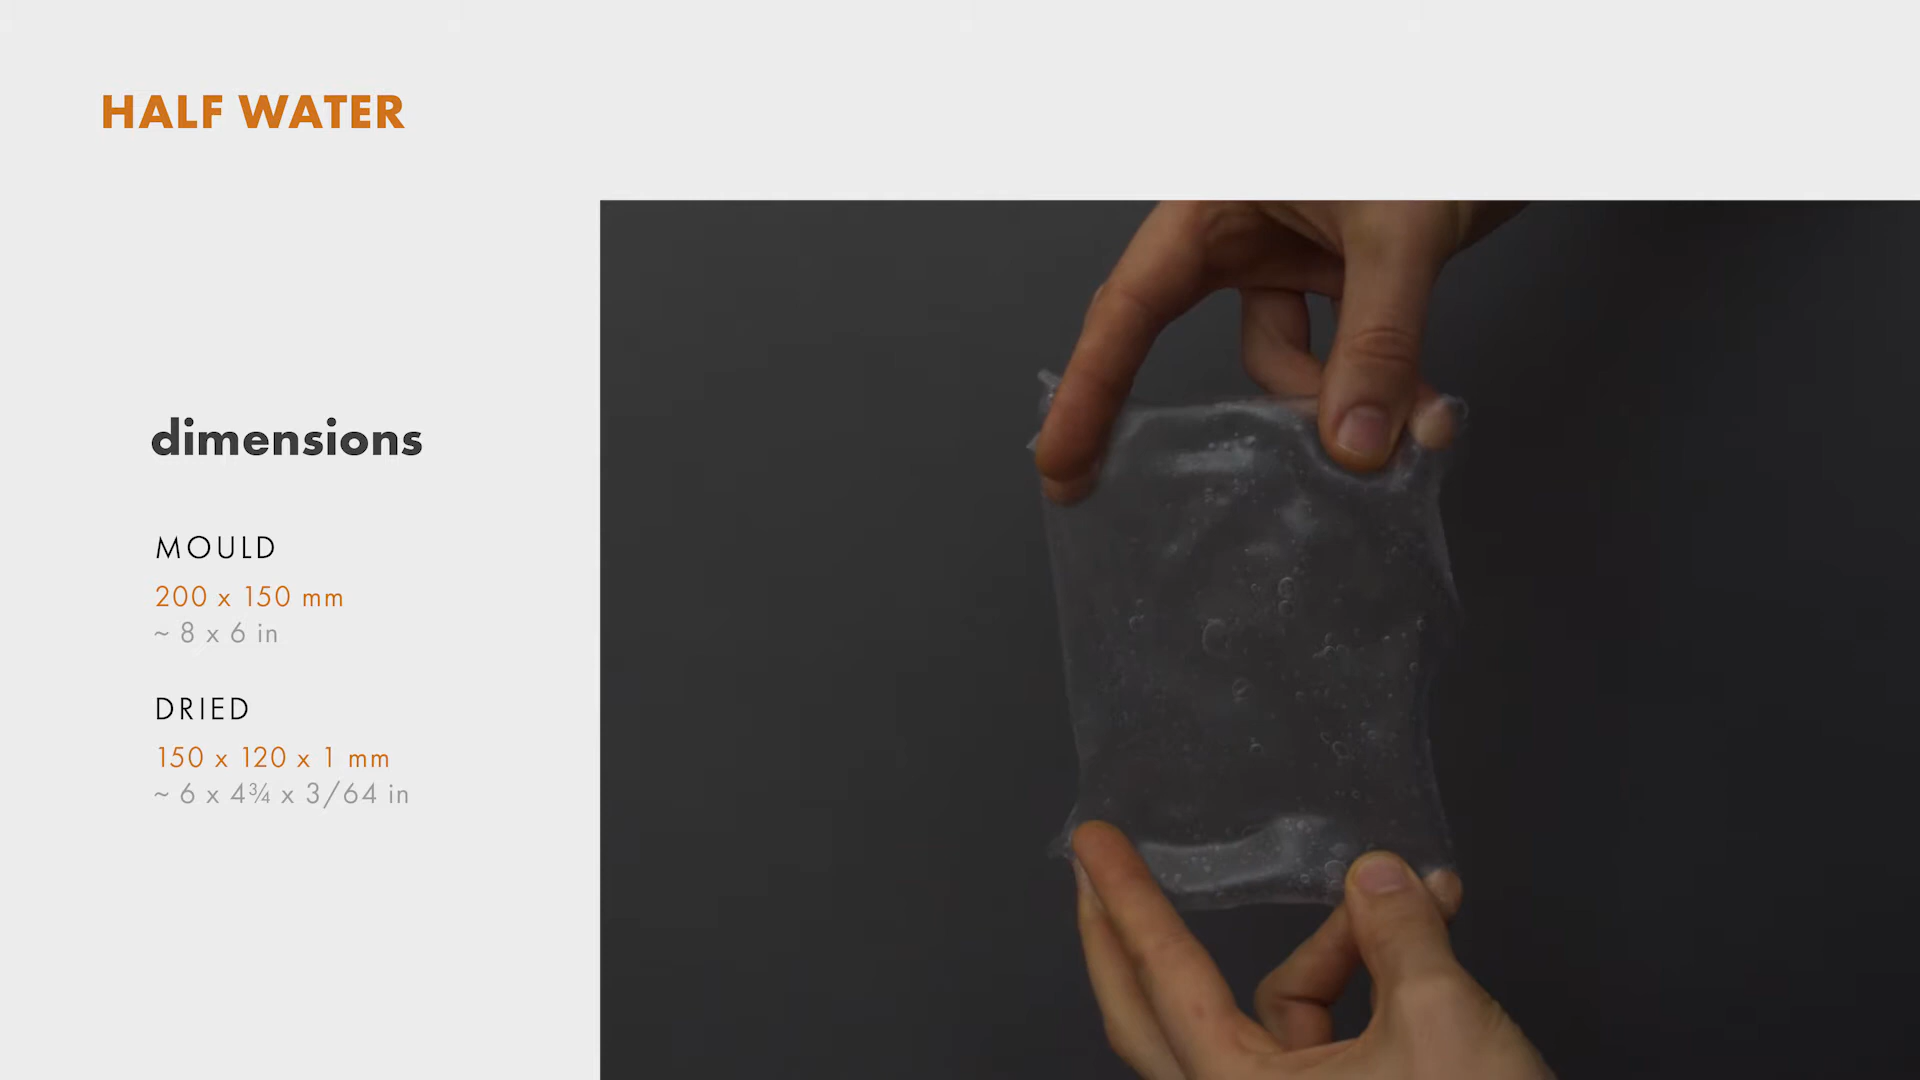 HALF WATER
dimensions
MOULD
200 x 150 mm
~ 8 x 6 in
DRIED
150 x 120 x 1 mm
~ 6 x 4¾ x 3/64 in